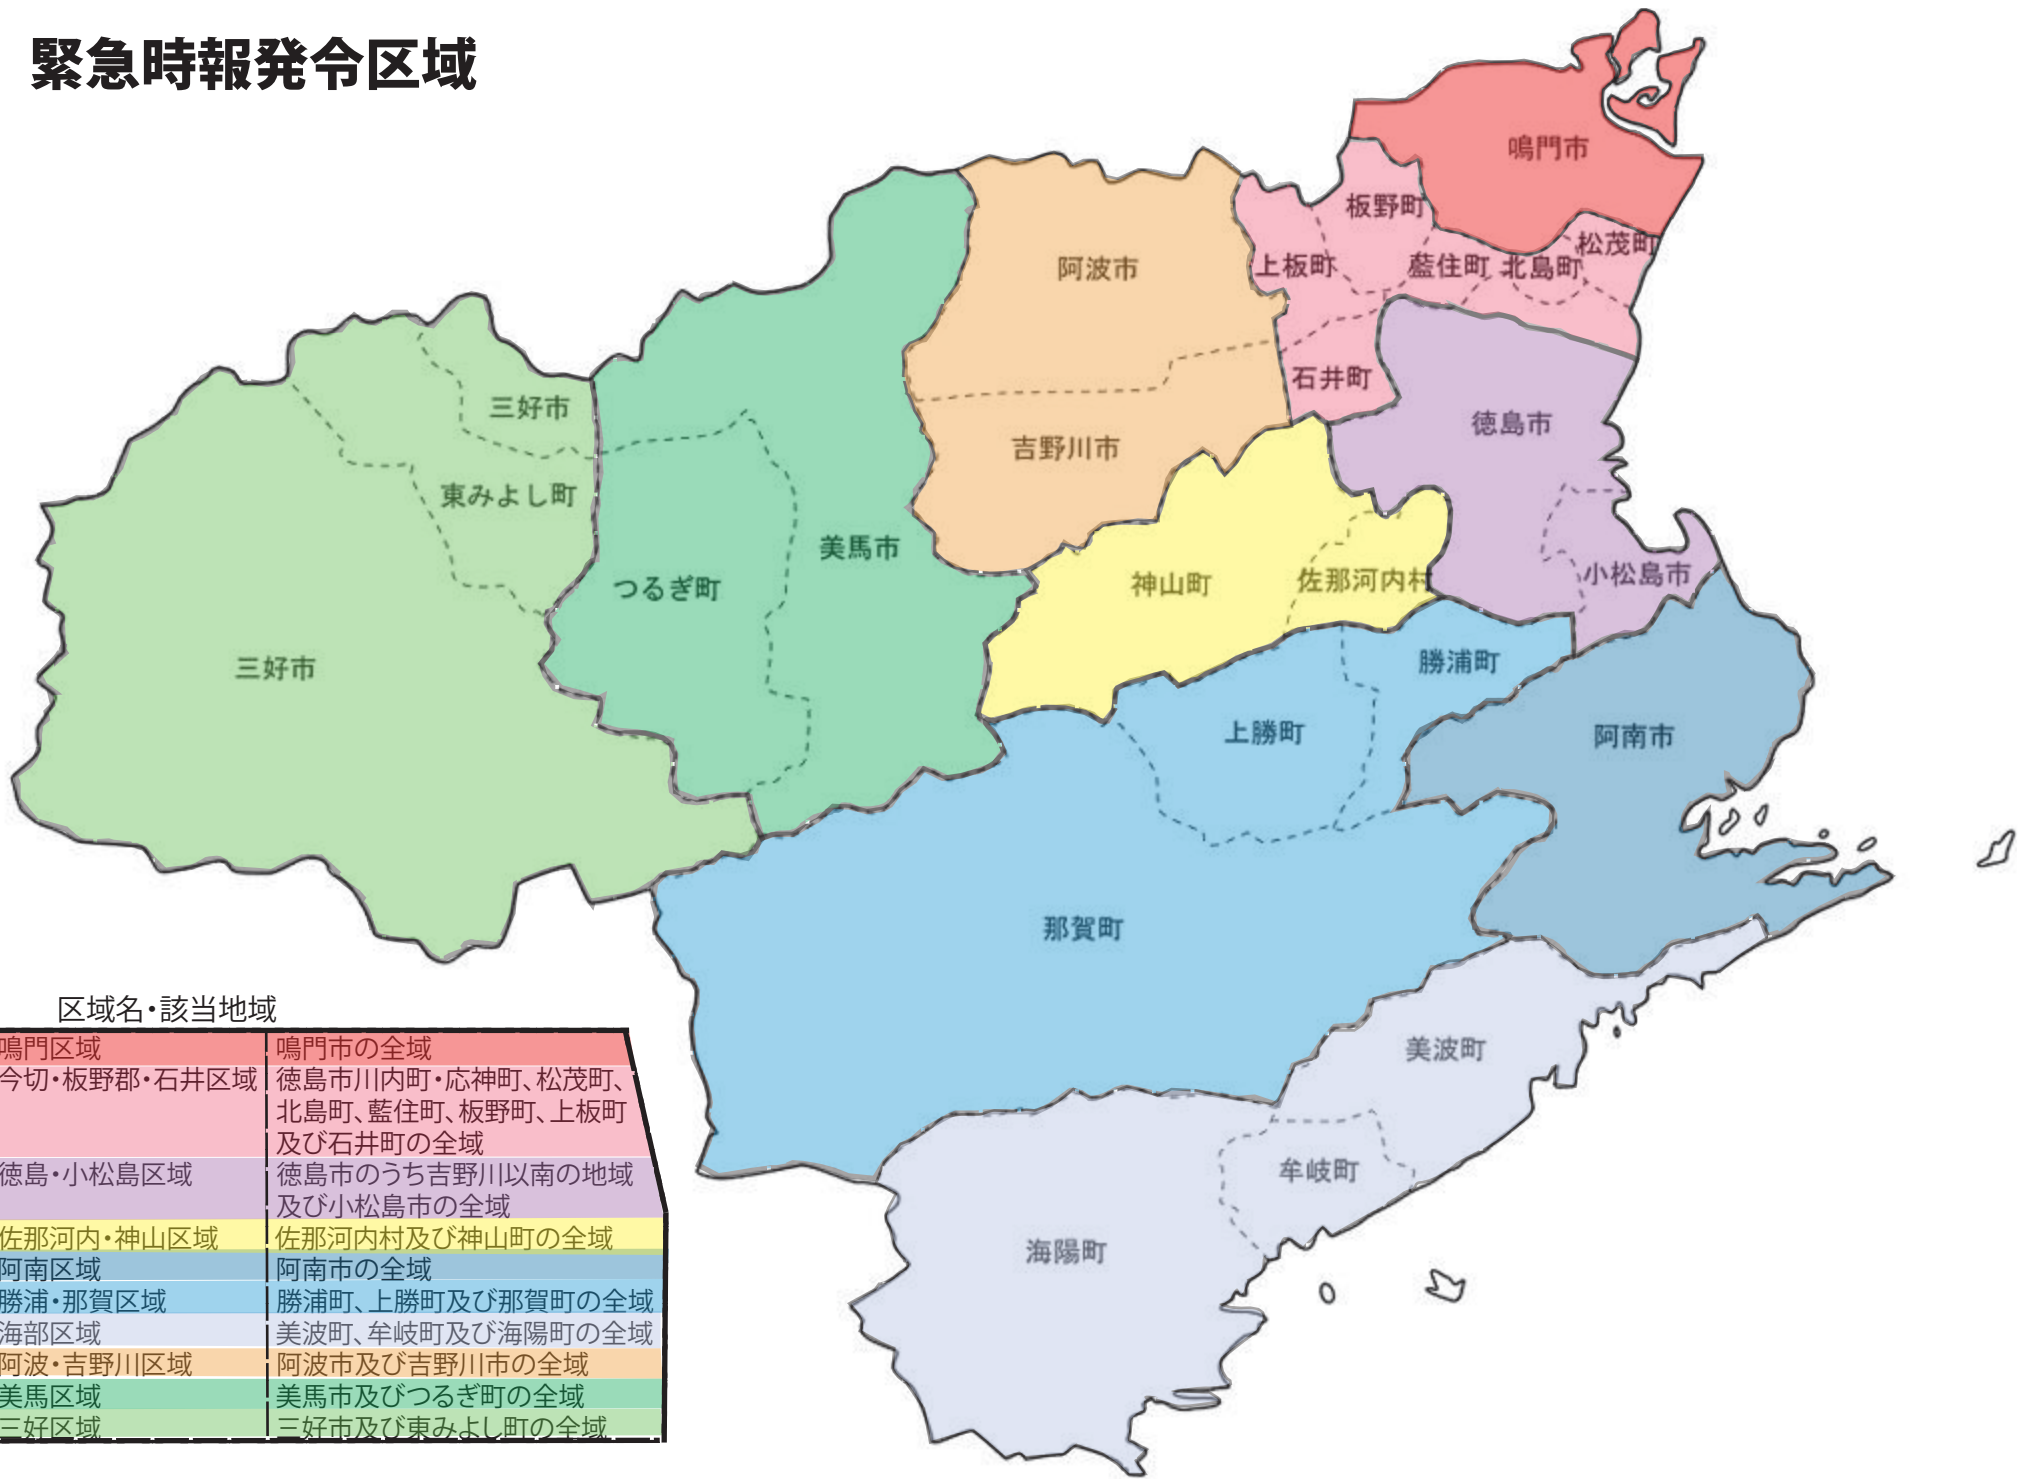 緊急時報発令区域
鳴門市
板野町
松茂町
上板町
藍住町
北島町
阿波市
石井町
三好市
徳島市
吉野川市
東みよし町
美馬市
つるぎ町
神山町
佐那河内村
小松島市
三好市
勝浦町
上勝町
阿南市
那賀町
美波町
牟岐町
海陽町
区域名・該当地域
鳴門区域 鳴門市の全域
今切・板野郡・石井区域 徳島市川内町・応神町、松茂町、
北島町、藍住町、板野町、上板町
及び石井町の全域
徳島・小松島区域 徳島市のうち吉野川以南の地域
及び小松島市の全域
佐那河内・神山区域 佐那河内村及び神山町の全域
阿南区域 阿南市の全域
勝浦・那賀区域 勝浦町、上勝町及び那賀町の全域
海部区域 美波町、牟岐町及び海陽町の全域
阿波・吉野川区域 阿波市及び吉野川市の全域
美馬区域 美馬市及びつるぎ町の全域
三好区域 三好市及び東みよし町の全域